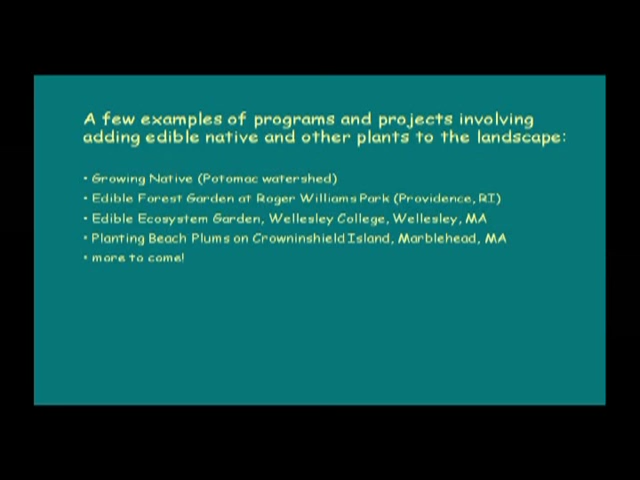 A few examples of programs and projects involving
adding edible native and other plants to the landscape:
• Growing Native (Potomac watershed)
• Edible Forest Garden at Roger Williams Park (Providence, RI)
• Edible Ecosystem Garden, Wellesley College, Wellesley, MA
• Planting Beach Plums on Crowninshield Island, Marblehead, MA
• more to come!